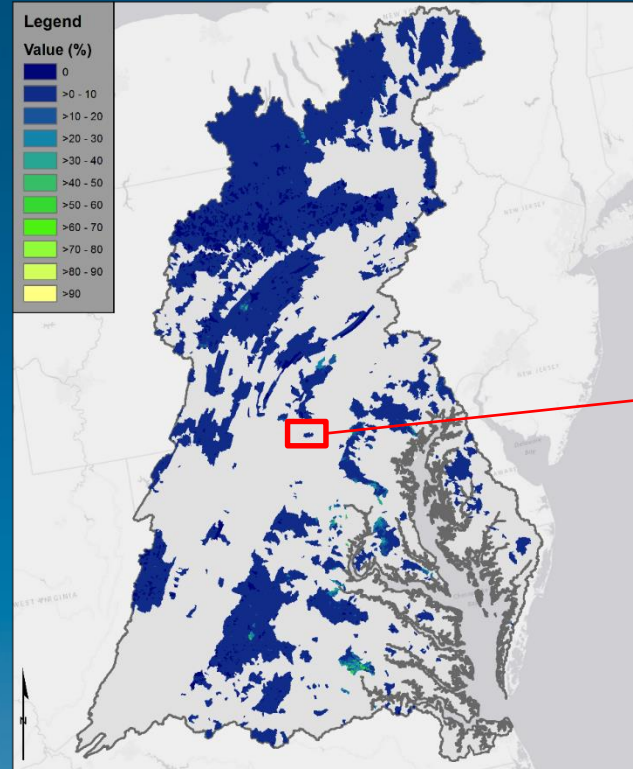 Legend
Value (%)
0
>0 - 10
>10 - 20
>20 - 30
>30 - 40
>40 - 50
>50 - 60
>60 - 70
>70 - 80
>80 - 90
>90
NEW JERSEY
NEW JERSEY
WEST VIRGINIA
N